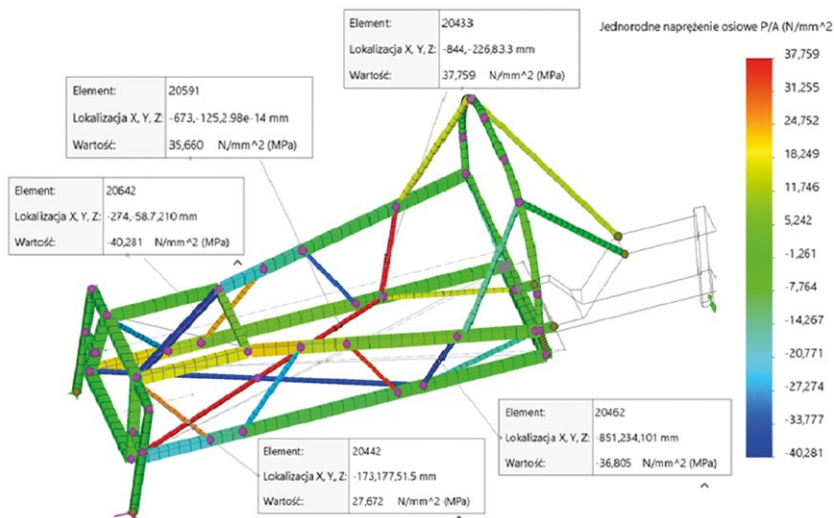 Element: 20433
Lokalizacja X, Y, Z: -844,-226,83.3 mm
Wartość: 37,759 N/mm^2 (MPa)
Jednorodne naprężenie osiowe P/A (N/mm^2
37,759
31,255
24,752
18,249
11,746
5,242
-1,261
-7,764
-14,267
-20,771
-27,274
-33,777
-40,281
Element: 20591
Lokalizacja X, Y, Z: -673,-125,2.98e-14 mm
Wartość: 35,660 N/mm^2 (MPa)
Element: 20642
Lokalizacja X, Y, Z: -274,-58.7,210 mm
Wartość: -40,281 N/mm^2 (MPa)
Element: 20462
Lokalizacja X, Y, Z: -851,234,101 mm
Wartość: -36,805 N/mm^2 (MPa)
Element: 20442
Lokalizacja X, Y, Z: -173,177,51.5 mm
Wartość: 27,672 N/mm^2 (MPa)